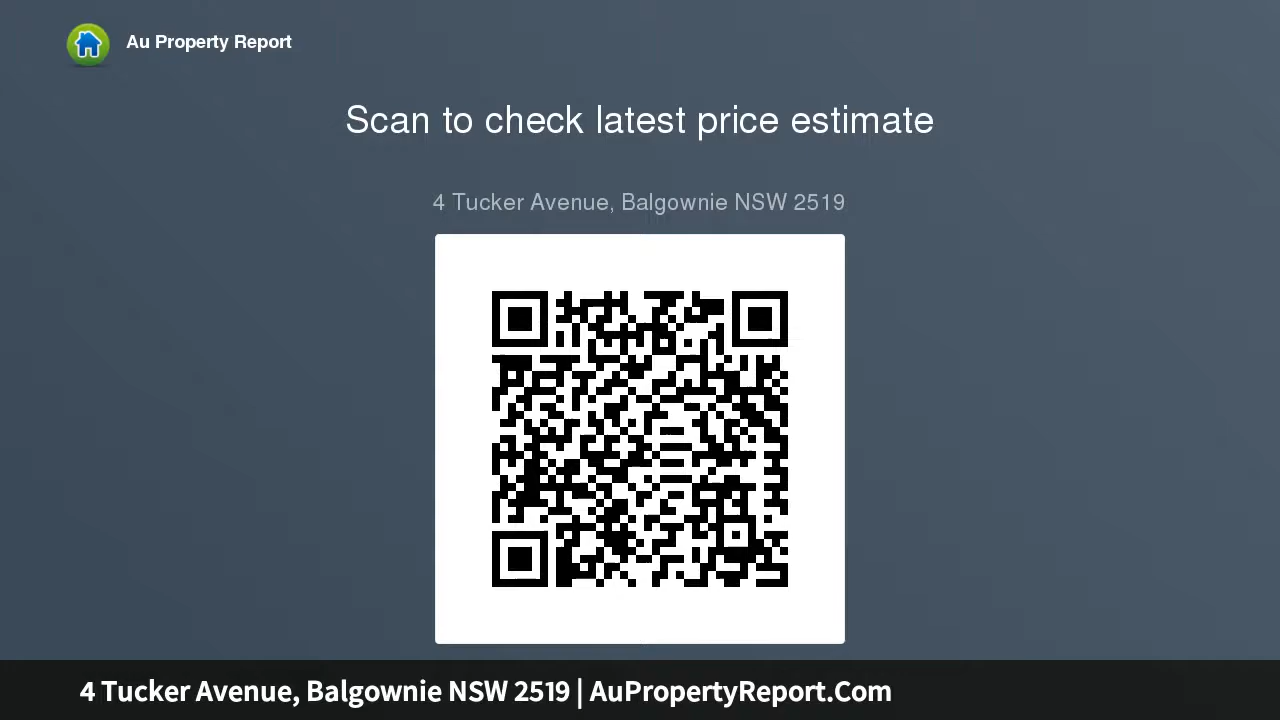 Au Property Report
Scan to check latest price estimate
4 Tucker Avenue, Balgownie NSW 2519
4 Tucker Avenue, Balgownie NSW 2519 | AuPropertyReport.Com